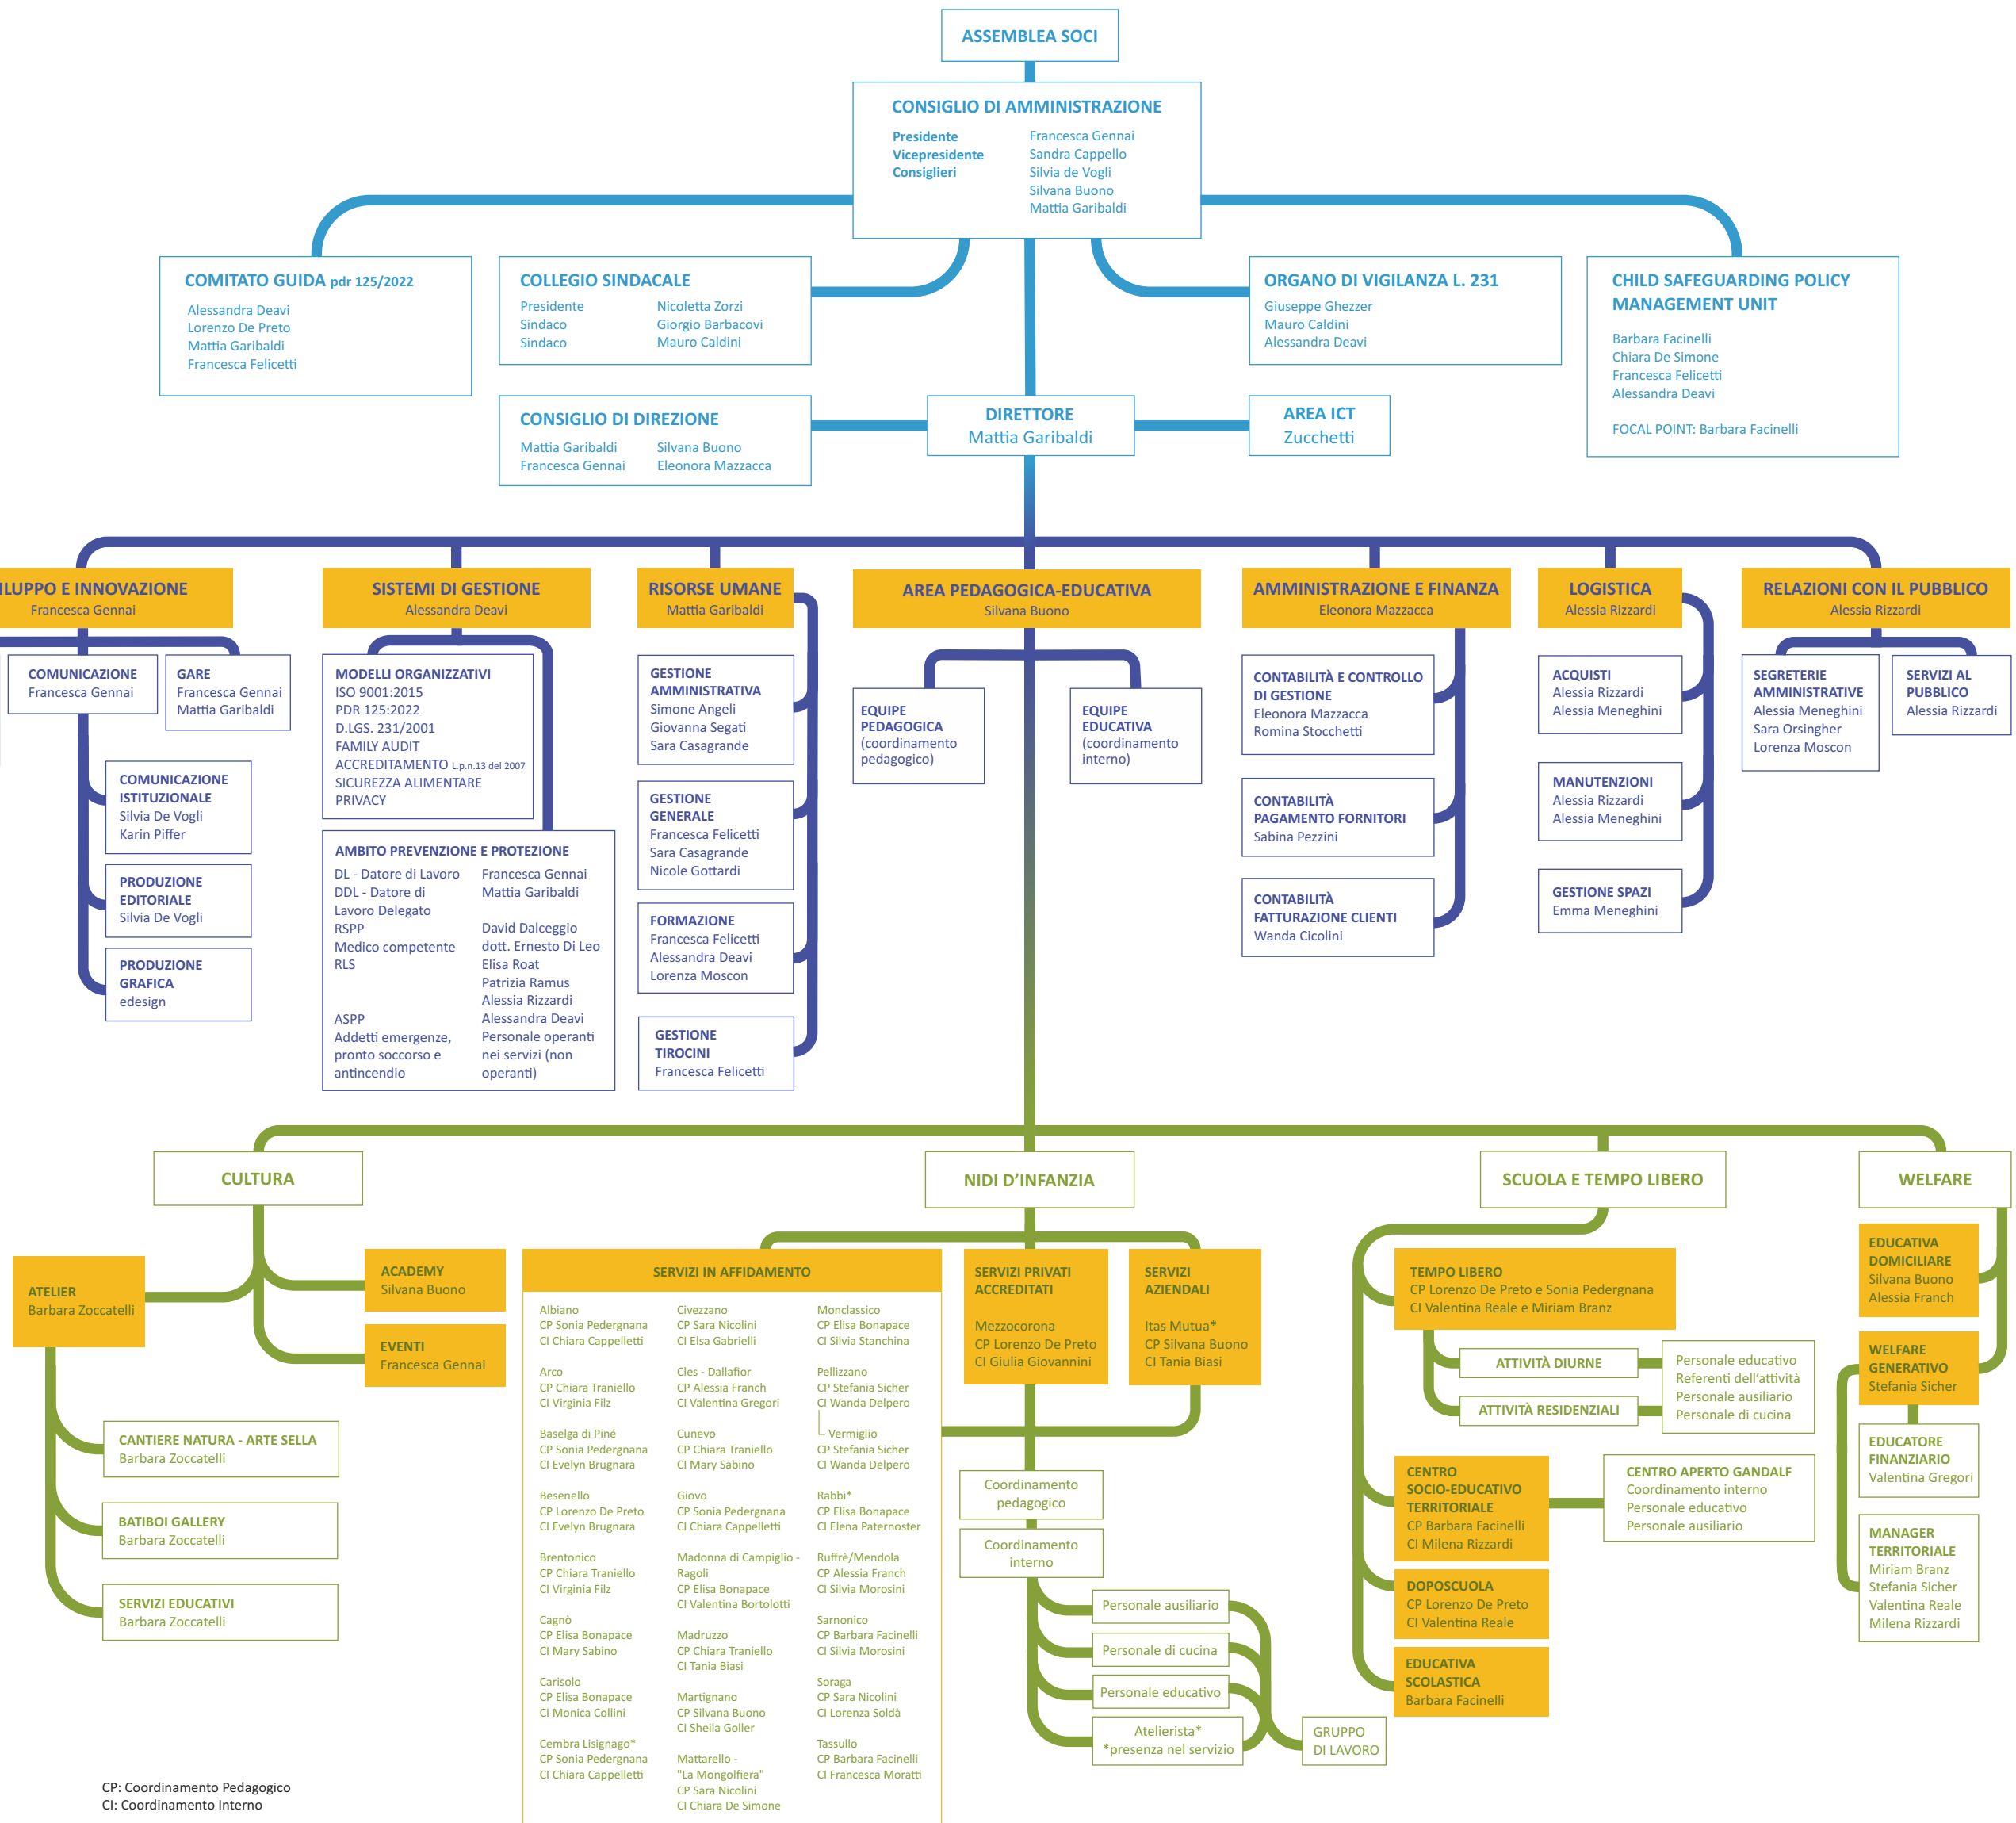 ASSEMBLEA SOCI
CONSIGLIO DI AMMINISTRAZIONE
Presidente Francesca Gennai
Vicepresidente Sandra Cappello
Consiglieri Silvia de Vogli
Silvana Buono
Mattia Garibaldi
COMITATO GUIDA pdr 125/2022
Alessandra Deavi
Lorenzo De Preto
Mattia Garibaldi
Francesca Felicetti
COLLEGIO SINDACALE
Presidente Nicoletta Zorzi
Sindaco Giorgio Barbacovi
Sindaco Mauro Caldini
ORGANO DI VIGILANZA L. 231
Giuseppe Ghezzer
Mauro Caldini
Alessandra Deavi
CHILD SAFEGUARDING POLICY
MANAGEMENT UNIT
Barbara Facinelli
Chiara De Simone
Francesca Felicetti
Alessandra Deavi
FOCAL POINT: Barbara Facinelli
CONSIGLIO DI DIREZIONE
Mattia Garibaldi Silvana Buono
Francesca Gennai Eleonora Mazzacca
DIRETTORE
Mattia Garibaldi
AREA ICT
Zucchetti
ILUPPO E INNOVAZIONE
Francesca Gennai
COMUNICAZIONE
Francesca Gennai
GARE
Francesca Gennai
Mattia Garibaldi
COMUNICAZIONE
ISTITUZIONALE
Silvia De Vogli
Karin Piffer
PRODUZIONE
EDITORIALE
Silvia De Vogli
PRODUZIONE
GRAFICA
edesign
SISTEMI DI GESTIONE
Alessandra Deavi
MODELLI ORGANIZZATIVI
ISO 9001:2015
PDR 125:2022
D.LGS. 231/2001
FAMILY AUDIT
ACCREDITAMENTO L.p.n.13 del 2007
SICUREZZA ALIMENTARE
PRIVACY
AMBITO PREVENZIONE E PROTEZIONE
DL - Datore di Lavoro Francesca Gennai
DDL - Datore di Mattia Garibaldi
Lavoro Delegato
RSPP David Dalceggio
Medico competente dott. Ernesto Di Leo
RLS Elisa Roat
Patrizia Ramus
Alessia Rizzardi
ASPP Alessandra Deavi
Addetti emergenze, Personale operanti
pronto soccorso e nei servizi (non
antincendio operanti)
RISORSE UMANE
Mattia Garibaldi
GESTIONE
AMMINISTRATIVA
Simone Angeli
Giovanna Segati
Sara Casagrande
GESTIONE
GENERALE
Francesca Felicetti
Sara Casagrande
Nicole Gottardi
FORMAZIONE
Francesca Felicetti
Alessandra Deavi
Lorenza Moscon
GESTIONE
TIROCINI
Francesca Felicetti
AREA PEDAGOGICA-EDUCATIVA
Silvana Buono
EQUIPE
PEDAGOGICA
(coordinamento
pedagogico)
EQUIPE
EDUCATIVA
(coordinamento
interno)
AMMINISTRAZIONE E FINANZA
Eleonora Mazzacca
CONTABILITÀ E CONTROLLO
DI GESTIONE
Eleonora Mazzacca
Romina Stocchetti
CONTABILITÀ
PAGAMENTO FORNITORI
Sabina Pezzini
CONTABILITÀ
FATTURAZIONE CLIENTI
Wanda Cicolini
LOGISTICA
Alessia Rizzardi
ACQUISTI
Alessia Rizzardi
Alessia Meneghini
MANUTENZIONI
Alessia Rizzardi
Alessia Meneghini
GESTIONE SPAZI
Emma Meneghini
RELAZIONI CON IL PUBBLICO
Alessia Rizzardi
SEGRETERIE
AMMINISTRATIVE
Alessia Meneghini
Sara Orsingher
Lorenza Moscon
SERVIZI AL
PUBBLICO
Alessia Rizzardi
CULTURA
ATELIER
Barbara Zoccatelli
ACADEMY
Silvana Buono
EVENTI
Francesca Gennai
CANTIERE NATURA - ARTE SELLA
Barbara Zoccatelli
BATIBOI GALLERY
Barbara Zoccatelli
SERVIZI EDUCATIVI
Barbara Zoccatelli
NIDI D'INFANZIA
SERVIZI IN AFFIDAMENTO
Albiano
CP Sonia Pedergnana
CI Chiara Cappelletti
Arco
CP Chiara Traniello
CI Virginia Filz
Baselga di Piné
CP Sonia Pedergnana
CI Evelyn Brugnara
Besenello
CP Lorenzo De Preto
CI Evelyn Brugnara
Brentonico
CP Chiara Traniello
CI Virginia Filz
Cagnò
CP Elisa Bonapace
CI Mary Sabino
Carisolo
CP Elisa Bonapace
CI Monica Collini
Cembra Lisignago*
CP Sonia Pedergnana
CI Chiara Cappelletti
Civezzano
CP Sara Nicolini
CI Elsa Gabrielli
Cles - Dallafior
CP Alessia Franch
CI Valentina Gregori
Cunevo
CP Chiara Traniello
CI Mary Sabino
Giovo
CP Sonia Pedergnana
CI Chiara Cappelletti
Madonna di Campiglio -
Ragoli
CP Elisa Bonapace
CI Valentina Bortolotti
Madruzzo
CP Chiara Traniello
CI Tania Biasi
Martignano
CP Silvana Buono
CI Sheila Goller
Mattarello -
"La Mongolfiera"
CP Sara Nicolini
CI Chiara De Simone
Monclassico
CP Elisa Bonapace
CI Silvia Stanchina
Pellizzano
CP Stefania Sicher
CI Wanda Delpero
Vermiglio
CP Stefania Sicher
CI Wanda Delpero
Rabbi*
CP Elisa Bonapace
CI Elena Paternoster
Ruffrè/Mendola
CP Alessia Franch
CI Silvia Morosini
Sarnonico
CP Barbara Facinelli
CI Silvia Morosini
Soraga
CP Sara Nicolini
CI Lorenza Soldà
Tassullo
CP Barbara Facinelli
CI Francesca Moratti
SERVIZI PRIVATI
ACCREDITATI
Mezzocorona
CP Lorenzo De Preto
CI Giulia Giovannini
SERVIZI
AZIENDALI
Itas Mutua*
CP Silvana Buono
CI Tania Biasi
Coordinamento
pedagogico
Coordinamento
interno
Personale ausiliario
Personale di cucina
Personale educativo
Atelierista*
*presenza nel servizio
GRUPPO
DI LAVORO
SCUOLA E TEMPO LIBERO
TEMPO LIBERO
CP Lorenzo De Preto e Sonia Pedergnana
CI Valentina Reale e Miriam Branz
ATTIVITÀ DIURNE
ATTIVITÀ RESIDENZIALI
Personale educativo
Referenti dell'attività
Personale ausiliario
Personale di cucina
CENTRO
SOCIO-EDUCATIVO
TERRITORIALE
CP Barbara Facinelli
CI Milena Rizzardi
CENTRO APERTO GANDALF
Coordinamento interno
Personale educativo
Personale ausiliario
DOPOSCUOLA
CP Lorenzo De Preto
CI Valentina Reale
EDUCATIVA
SCOLASTICA
Barbara Facinelli
WELFARE
EDUCATIVA
DOMICILIARE
Silvana Buono
Alessia Franch
WELFARE
GENERATIVO
Stefania Sicher
EDUCATORE
FINANZIARIO
Valentina Gregori
MANAGER
TERRITORIALE
Miriam Branz
Stefania Sicher
Valentina Reale
Milena Rizzardi
CP: Coordinamento Pedagogico
CI: Coordinamento Interno